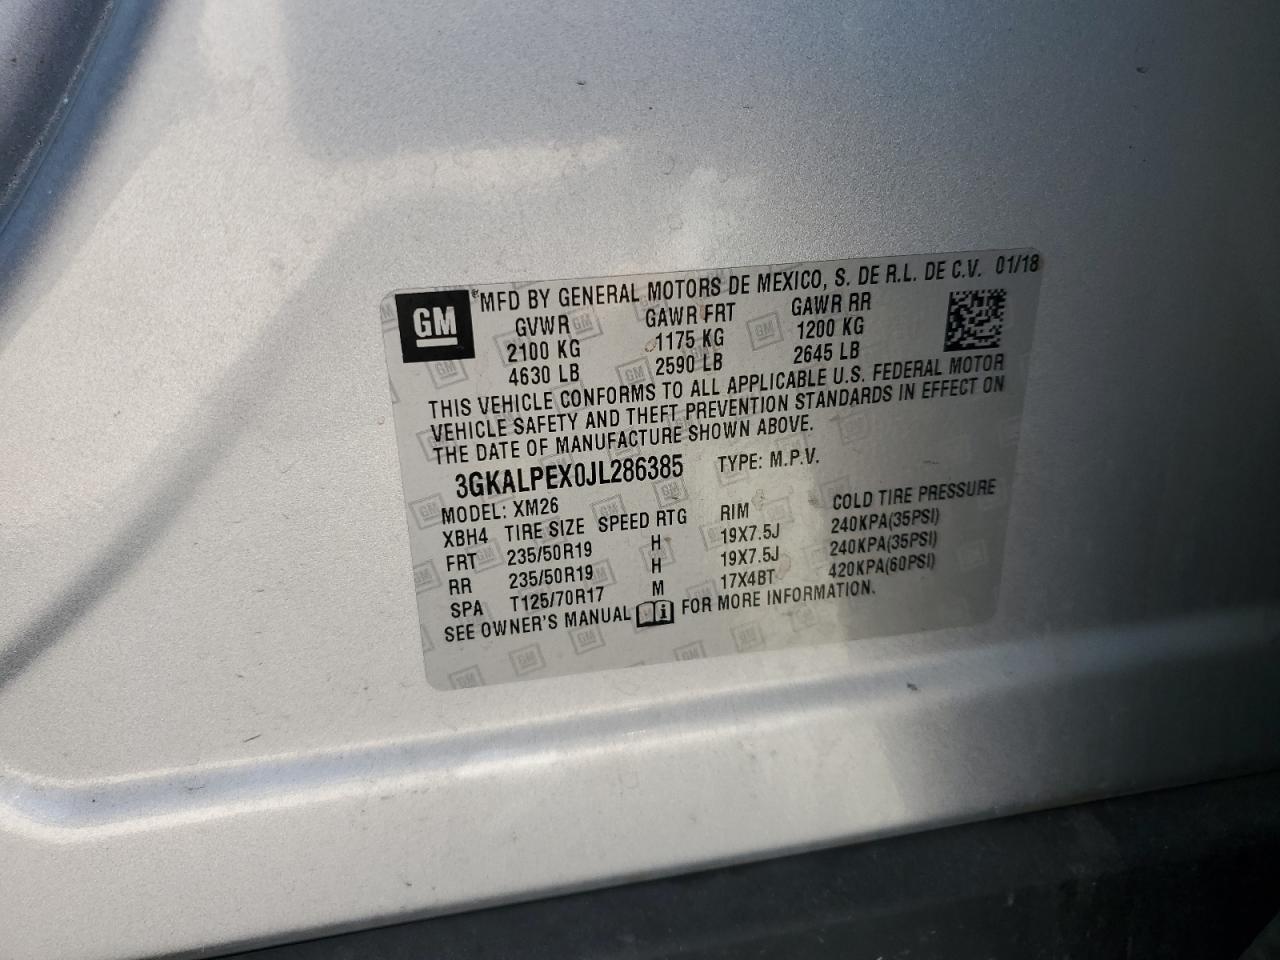 GM
MFD BY GENERAL MOTORS DE MEXICO, S. DE R.L. DE C.V. 01/18
GVWR GAWR FRT GAWR RR
2100 KG 1175 KG 1200 KG
4630 LB 2590 LB 2645 LB
THIS VEHICLE CONFORMS TO ALL APPLICABLE U.S. FEDERAL MOTOR
VEHICLE SAFETY AND THEFT PREVENTION STANDARDS IN EFFECT ON
THE DATE OF MANUFACTURE SHOWN ABOVE.
3GKALPEX0JL286385 TYPE: M.P.V.
MODEL: XM26
XBH4 TIRE SIZE SPEED RTG RIM COLD TIRE PRESSURE
FRT 235/50R19 H 19X7.5J 240KPA(35PSI)
RR 235/50R19 H 19X7.5J 240KPA(35PSI)
SPA T125/70R17 M 17X4BT 420KPA(60PSI)
SEE OWNER'S MANUAL i FOR MORE INFORMATION.